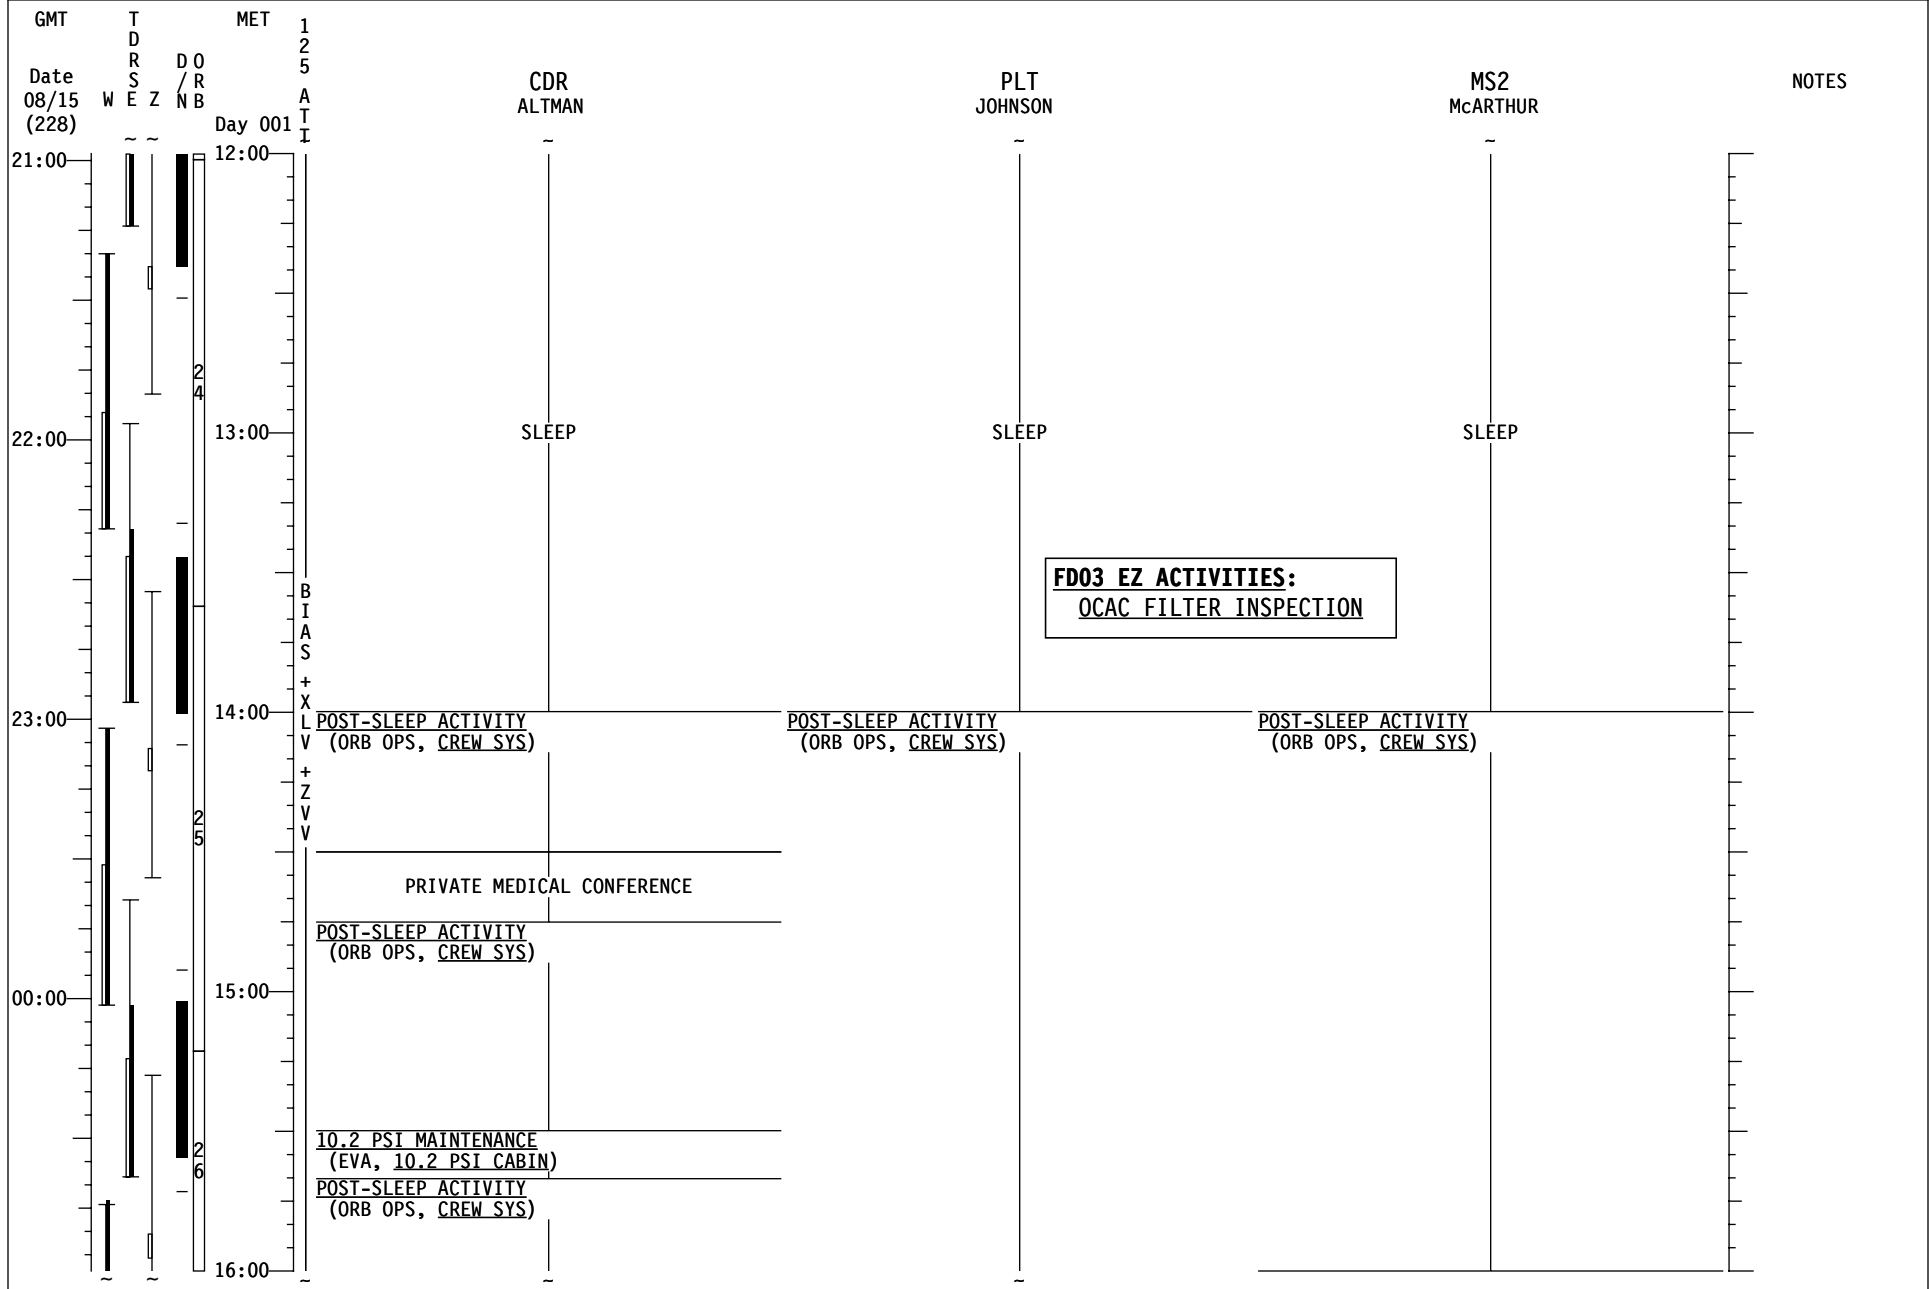 GMT
TDRS
MET
125 ATT
Date
08/15
(228)
W E Z
D/N
ORB
Day 001
CDR
ALTMAN
PLT
JOHNSON
MS2
McARTHUR
NOTES
~ ~ ~ ~ ~
21:00
12:00
24
22:00
13:00
SLEEP
SLEEP
SLEEP
BIAS +XLV +ZVV
FD03 EZ ACTIVITIES:
OCAC FILTER INSPECTION
23:00
14:00
POST-SLEEP ACTIVITY
(ORB OPS, CREW SYS)
POST-SLEEP ACTIVITY
(ORB OPS, CREW SYS)
POST-SLEEP ACTIVITY
(ORB OPS, CREW SYS)
25
PRIVATE MEDICAL CONFERENCE
POST-SLEEP ACTIVITY
(ORB OPS, CREW SYS)
00:00
15:00
10.2 PSI MAINTENANCE
(EVA, 10.2 PSI CABIN)
26
POST-SLEEP ACTIVITY
(ORB OPS, CREW SYS)
16:00
~ ~ ~ ~ ~